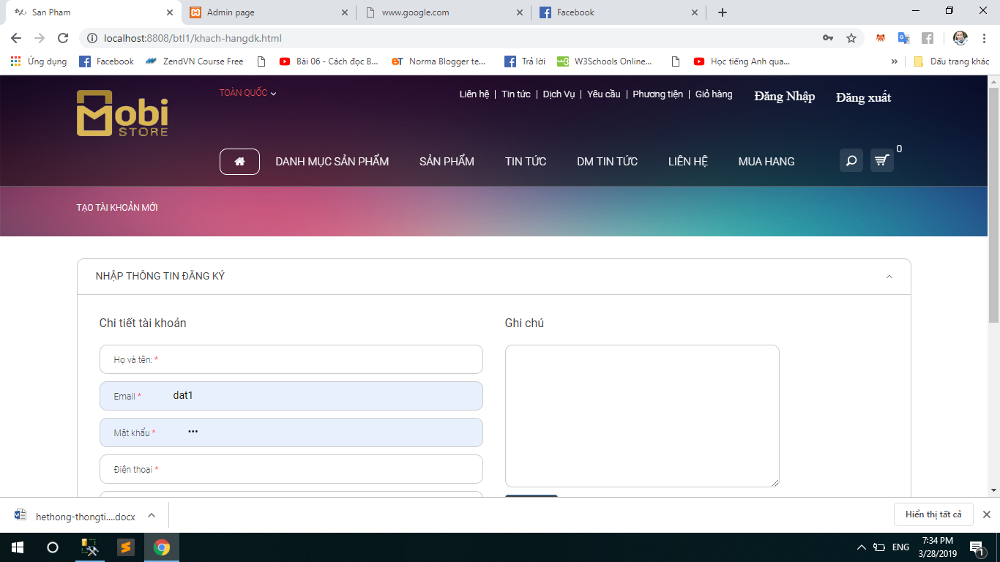 San Pham
Admin page
www.google.com
Facebook
localhost:8808/btl1/khach-hangdk.html
Ứng dụng
Facebook
ZendVN Course Free
Bài 06 - Cách đọc B...
Norma Blogger te...
Trả lời
W3Schools Online...
Học tiếng Anh qua...
»
Dấu trang khác
Mobi
STORE
TOÀN QUỐC
Liên hệ | Tin tức | Dịch Vụ | Yêu cầu | Phương tiện | Giỏ hàng
Đăng Nhập
Đăng xuất
DANH MỤC SẢN PHẨM
SẢN PHẨM
TIN TỨC
DM TIN TỨC
LIÊN HỆ
MUA HANG
0
TẠO TÀI KHOẢN MỚI
NHẬP THÔNG TIN ĐĂNG KÝ
Chi tiết tài khoản
Ghi chú
Họ và tên: *
Email * dat1
Mật khẩu * •••
Điện thoại *
hethong-thongti....docx
Hiển thị tất cả
ENG
7:34 PM
3/28/2019
1